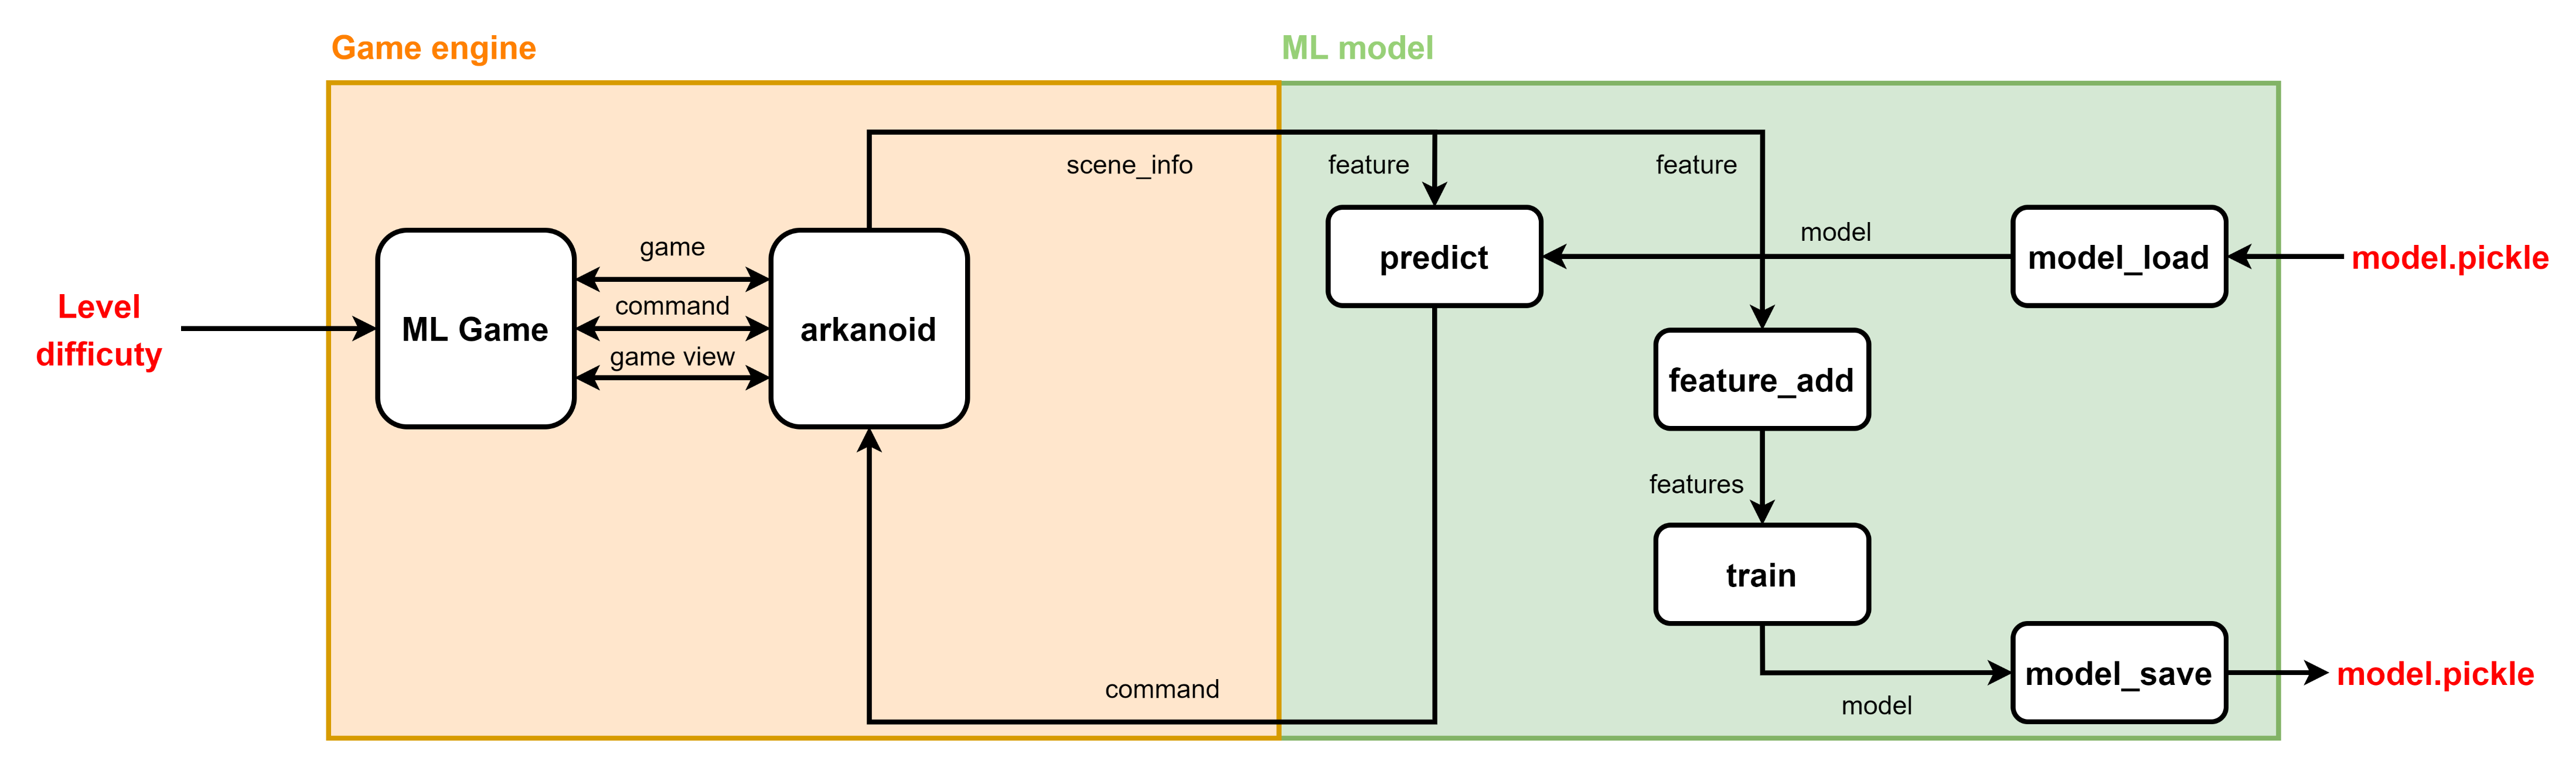 Game engine
ML model
scene_info
feature
feature
game
model
ML Game
command
arkanoid
predict
model_load
model.pickle
Level
difficuty
game view
feature_add
features
train
command
model
model_save
model.pickle